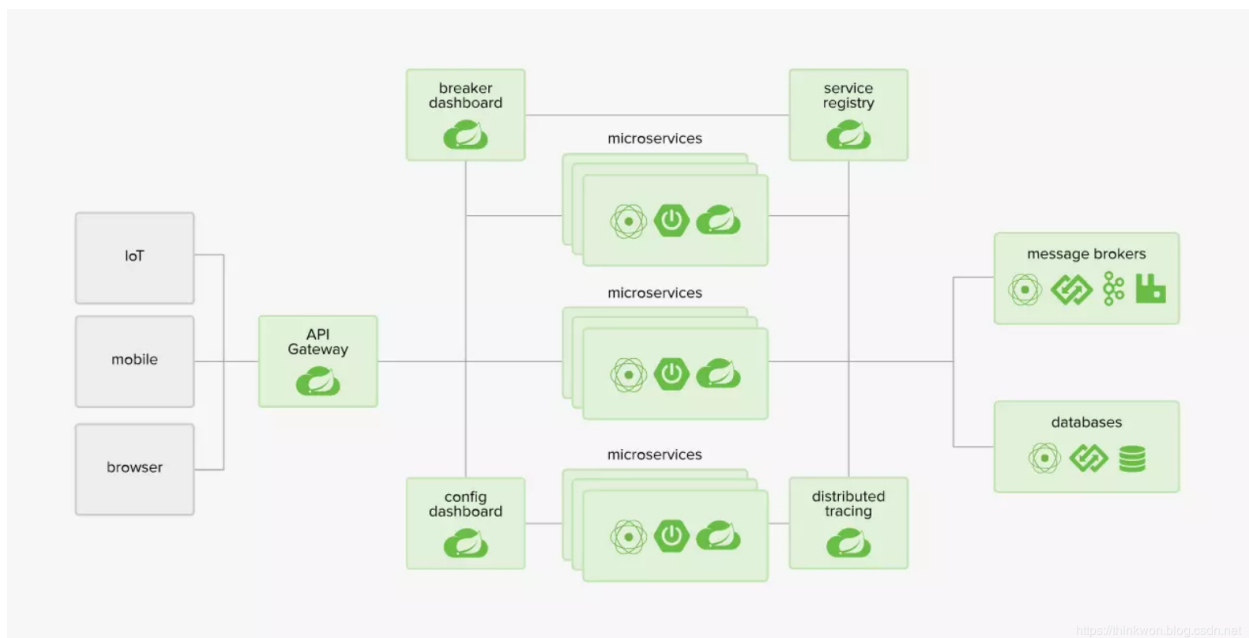 breaker
dashboard
service
registry
microservices
IoT
message brokers
microservices
API
Gateway
mobile
databases
microservices
browser
config
dashboard
distributed
tracing
https://thinkwon.blog.csdn.net